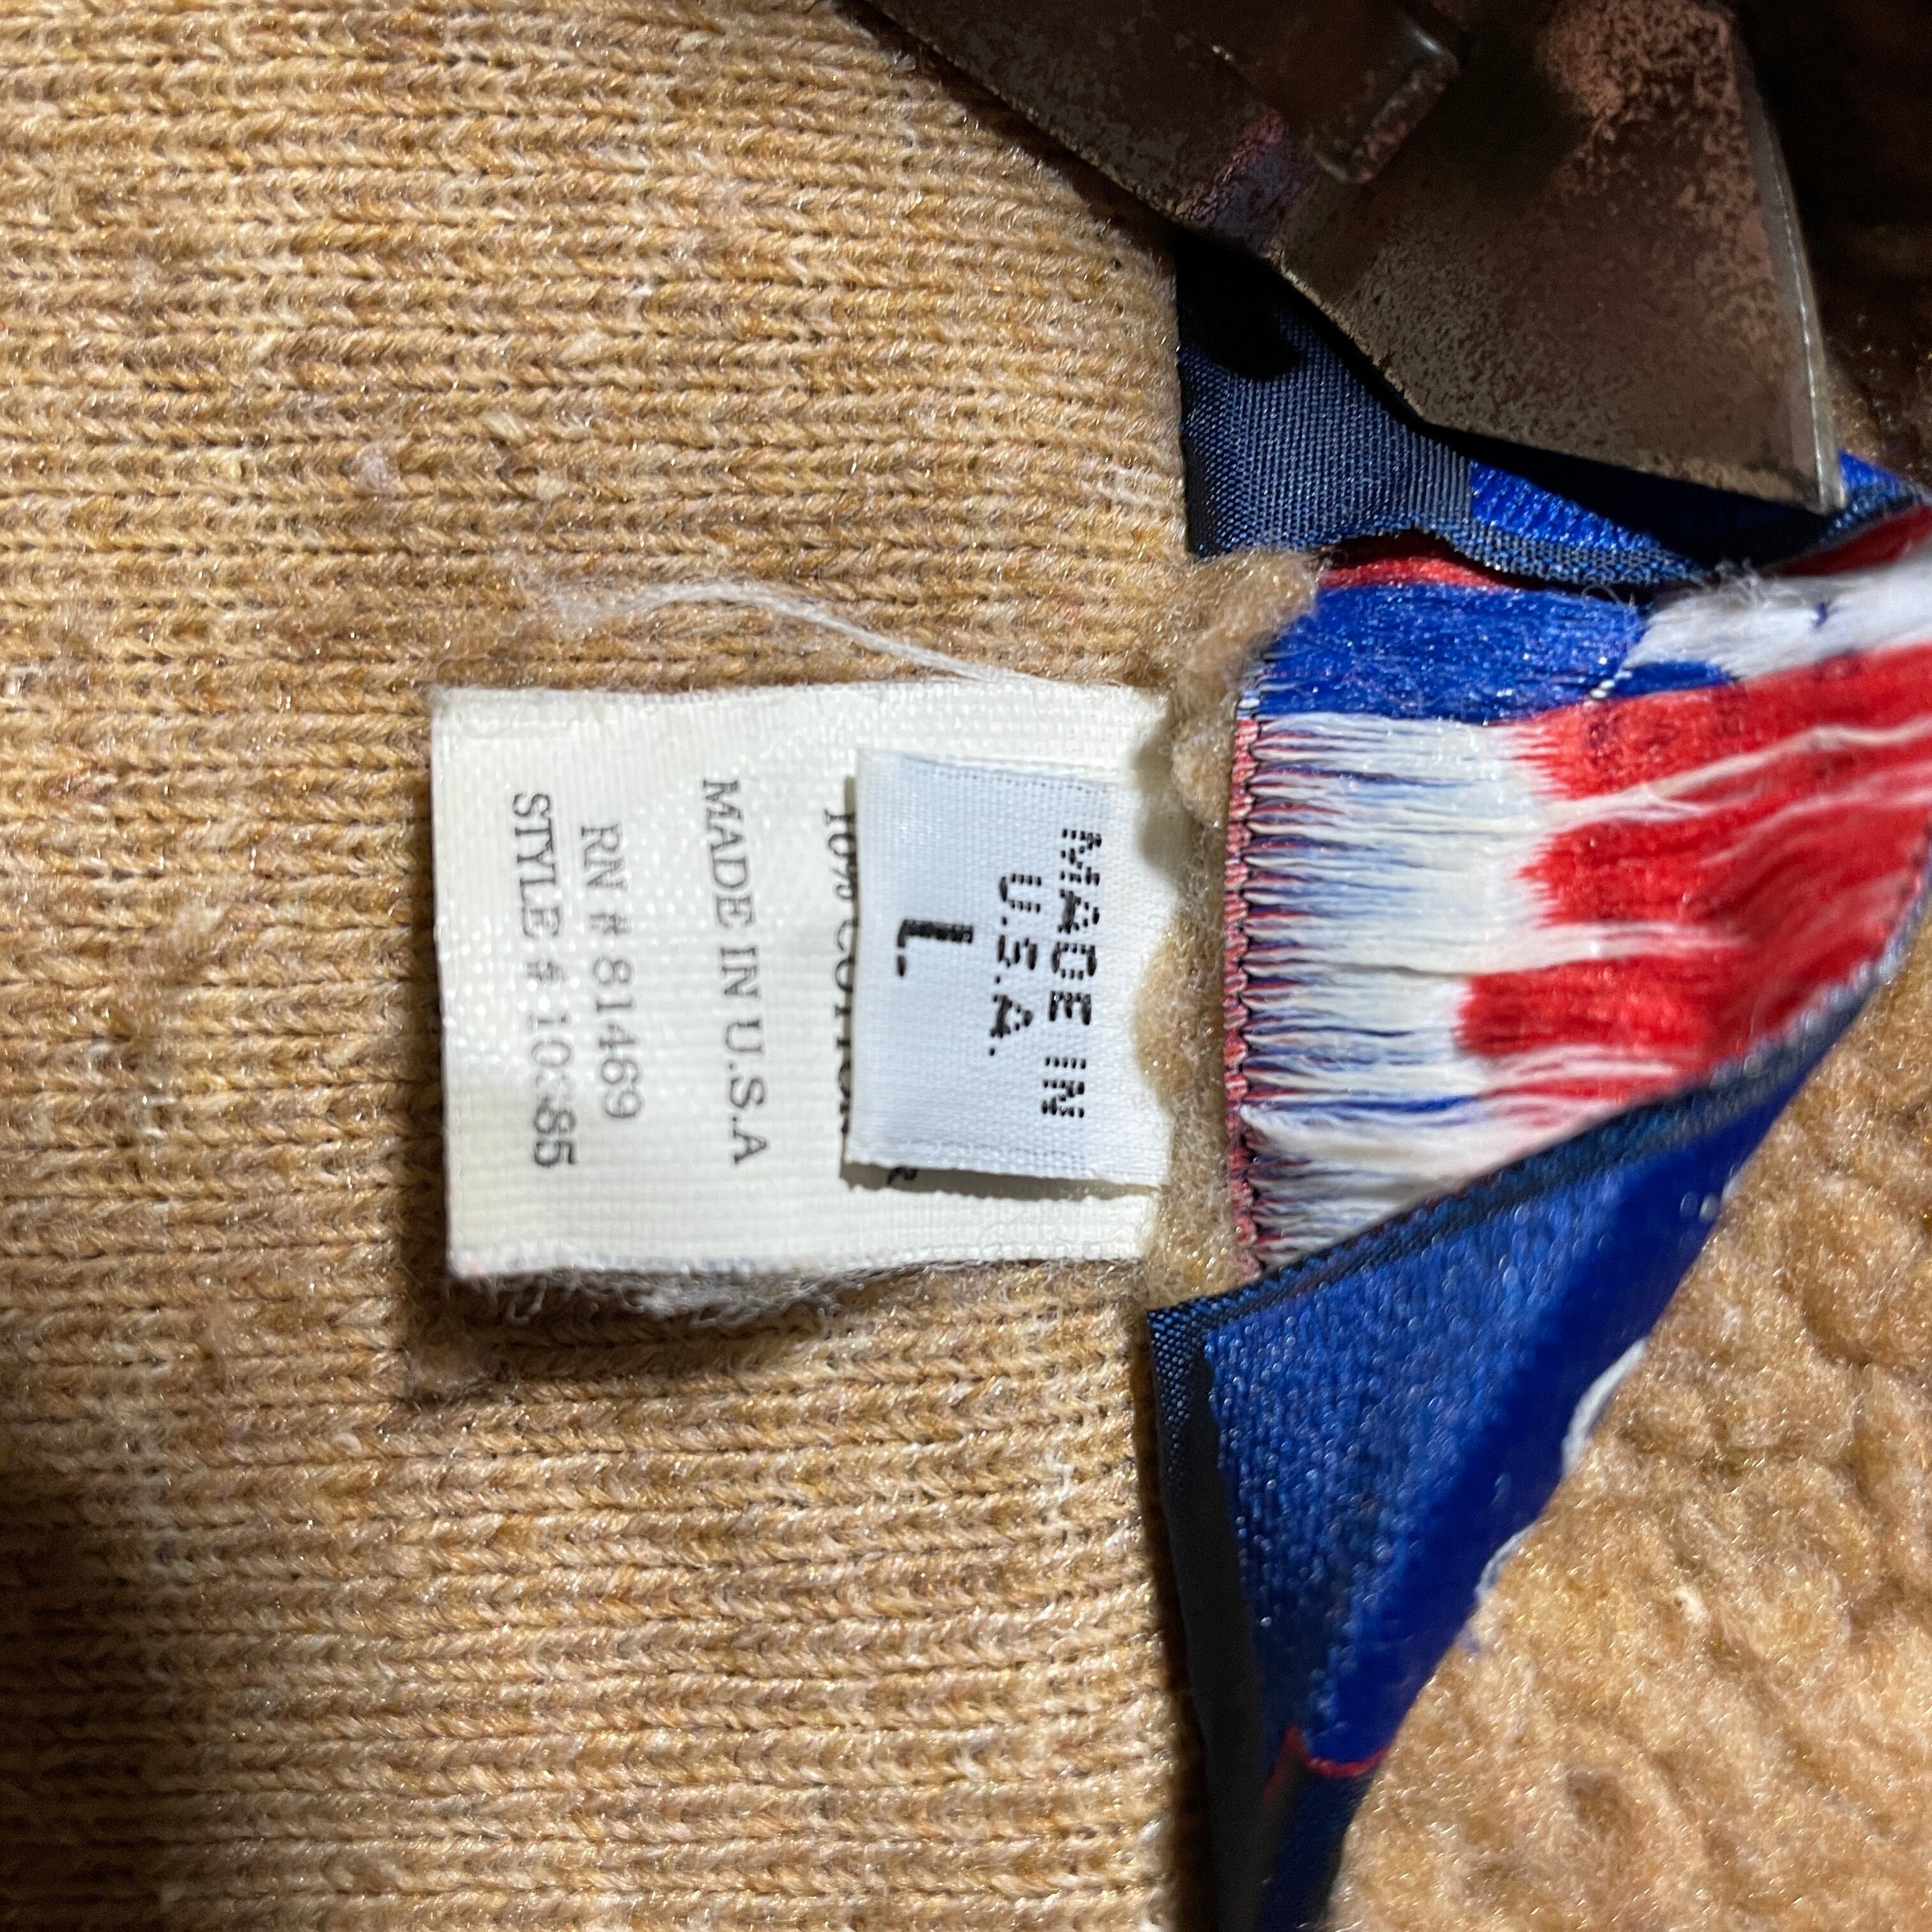 MADE IN
U.S.A.
L
MADE IN U.S.A
RN # 81469
STYLE #